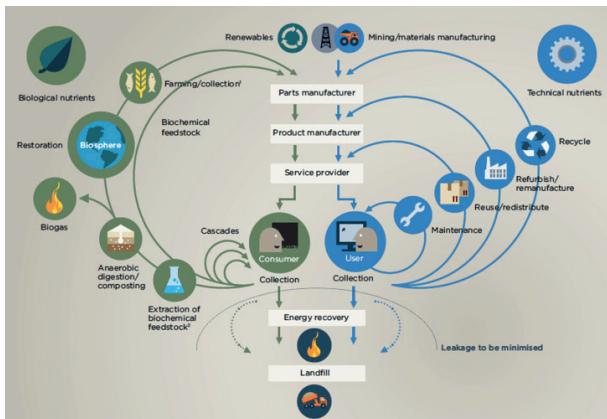 Renewables
Mining/materials manufacturing
Biological nutrients
Technical nutrients
Farming/collection¹
Parts manufacturer
Biochemical
feedstock
Product manufacturer
Restoration
Biosphere
Recycle
Service provider
Refurbish/
remanufacture
Reuse/redistribute
Biogas
Cascades
Maintenance
Consumer
User
Anaerobic
digestion/
composting
Collection
Collection
Extraction of
biochemical
feedstock²
Energy recovery
Leakage to be minimised
Landfill